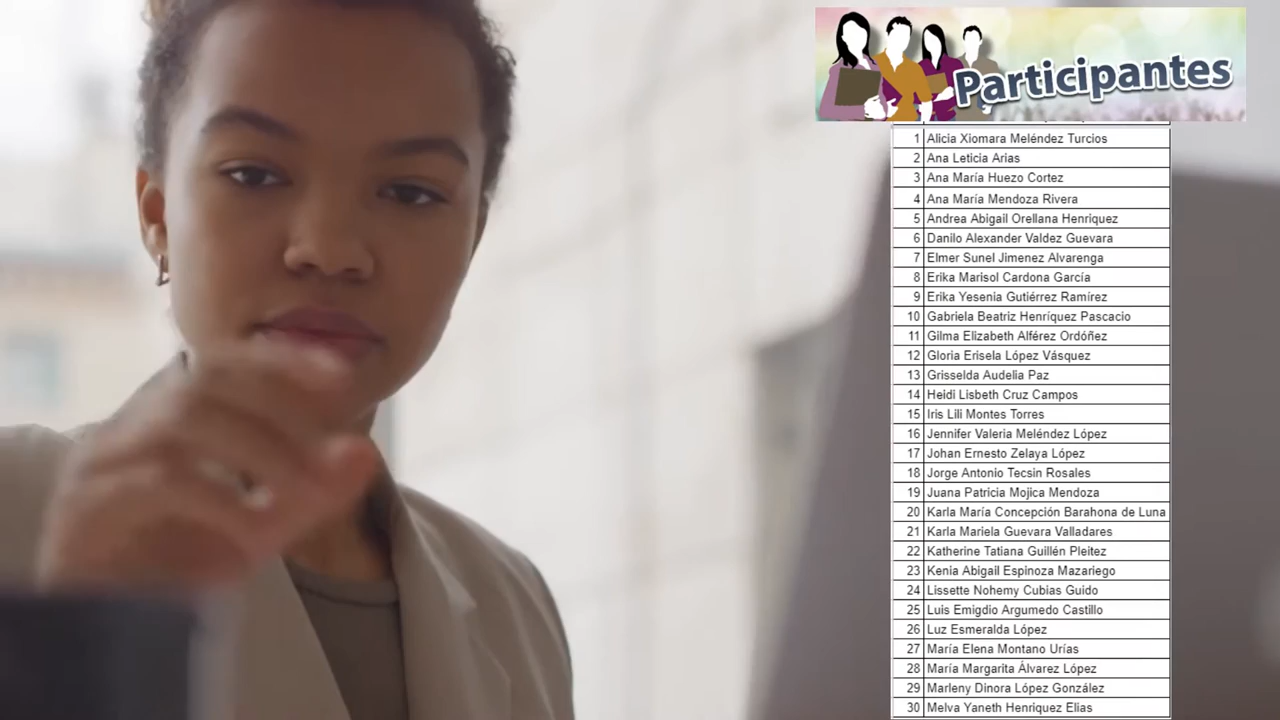 Participantes
1 Alicia Xiomara Meléndez Turcios
2 Ana Leticia Arias
3 Ana María Huezo Cortez
4 Ana María Mendoza Rivera
5 Andrea Abigail Orellana Henriquez
6 Danilo Alexander Valdez Guevara
7 Elmer Sunel Jimenez Alvarenga
8 Erika Marisol Cardona García
9 Erika Yesenia Gutiérrez Ramírez
10 Gabriela Beatriz Henríquez Pascacio
11 Gilma Elizabeth Alférez Ordóñez
12 Gloria Erisela López Vásquez
13 Grisselda Audelia Paz
14 Heidi Lisbeth Cruz Campos
15 Iris Lili Montes Torres
16 Jennifer Valeria Meléndez López
17 Johan Ernesto Zelaya López
18 Jorge Antonio Tecsin Rosales
19 Juana Patricia Mojica Mendoza
20 Karla María Concepción Barahona de Luna
21 Karla Mariela Guevara Valladares
22 Katherine Tatiana Guillén Pleitez
23 Kenia Abigail Espinoza Mazariego
24 Lissette Nohemy Cubias Guido
25 Luis Emigdio Argumedo Castillo
26 Luz Esmeralda López
27 María Elena Montano Urías
28 María Margarita Álvarez López
29 Marleny Dinora López González
30 Melva Yaneth Henriquez Elias